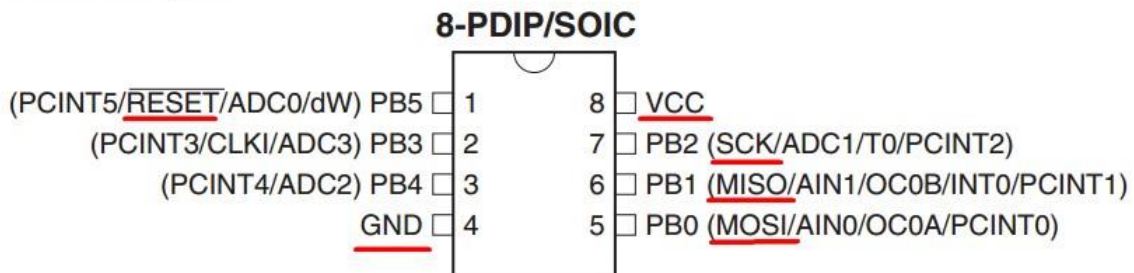 8-PDIP/SOIC
(PCINT5/RESET/ADC0/dW) PB5 1 8 VCC
(PCINT3/CLKI/ADC3) PB3 2 7 PB2 (SCK/ADC1/T0/PCINT2)
(PCINT4/ADC2) PB4 3 6 PB1 (MISO/AIN1/OC0B/INT0/PCINT1)
GND 4 5 PB0 (MOSI/AIN0/OC0A/PCINT0)